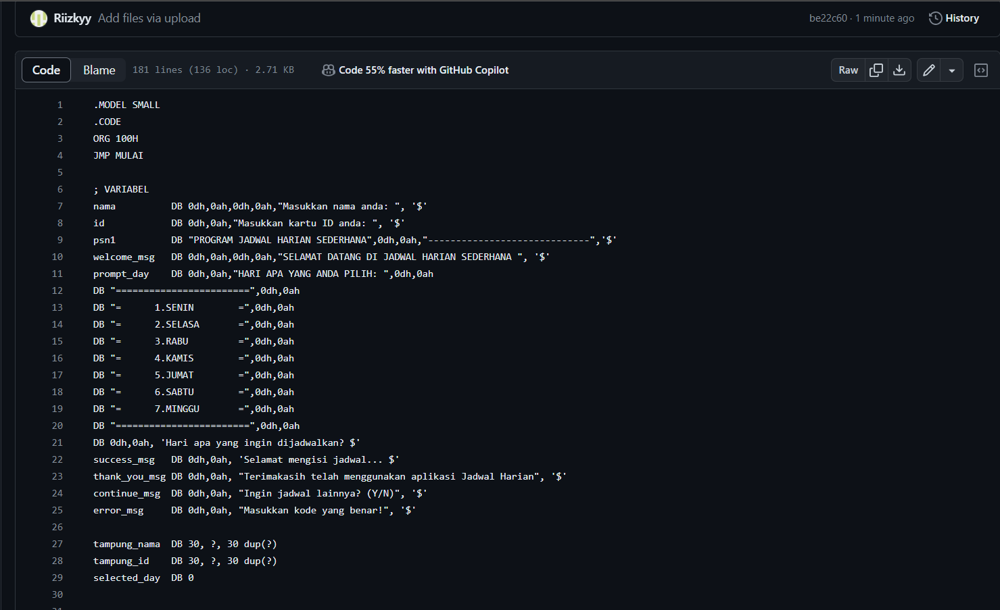 Riizkyy Add files via upload be22c60 · 1 minute ago History
Code Blame 181 lines (136 loc) · 2.71 KB Code 55% faster with GitHub Copilot Raw
1 .MODEL SMALL
2 .CODE
3 ORG 100H
4 JMP MULAI
5
6 ; VARIABEL
7 nama          DB 0dh,0ah,0dh,0ah,"Masukkan nama anda: ", '$'
8 id            DB 0dh,0ah,"Masukkan kartu ID anda: ", '$'
9 psn1          DB "PROGRAM JADWAL HARIAN SEDERHANA",0dh,0ah,"-----------------------------",'$'
10 welcome_msg   DB 0dh,0ah,0dh,0ah,"SELAMAT DATANG DI JADWAL HARIAN SEDERHANA ", '$'
11 prompt_day    DB 0dh,0ah,"HARI APA YANG ANDA PILIH: ",0dh,0ah
12 DB "========================",0dh,0ah
13 DB "=      1.SENIN        =",0dh,0ah
14 DB "=      2.SELASA       =",0dh,0ah
15 DB "=      3.RABU         =",0dh,0ah
16 DB "=      4.KAMIS        =",0dh,0ah
17 DB "=      5.JUMAT        =",0dh,0ah
18 DB "=      6.SABTU        =",0dh,0ah
19 DB "=      7.MINGGU       =",0dh,0ah
20 DB "========================",0dh,0ah
21 DB 0dh,0ah, 'Hari apa yang ingin dijadwalkan? $'
22 success_msg   DB 0dh,0ah, 'Selamat mengisi jadwal... $'
23 thank_you_msg DB 0dh,0ah, "Terimakasih telah menggunakan aplikasi Jadwal Harian", '$'
24 continue_msg  DB 0dh,0ah, "Ingin jadwal lainnya? (Y/N)", '$'
25 error_msg     DB 0dh,0ah, "Masukkan kode yang benar!", '$'
26
27 tampung_nama  DB 30, ?, 30 dup(?)
28 tampung_id    DB 30, ?, 30 dup(?)
29 selected_day  DB 0
30